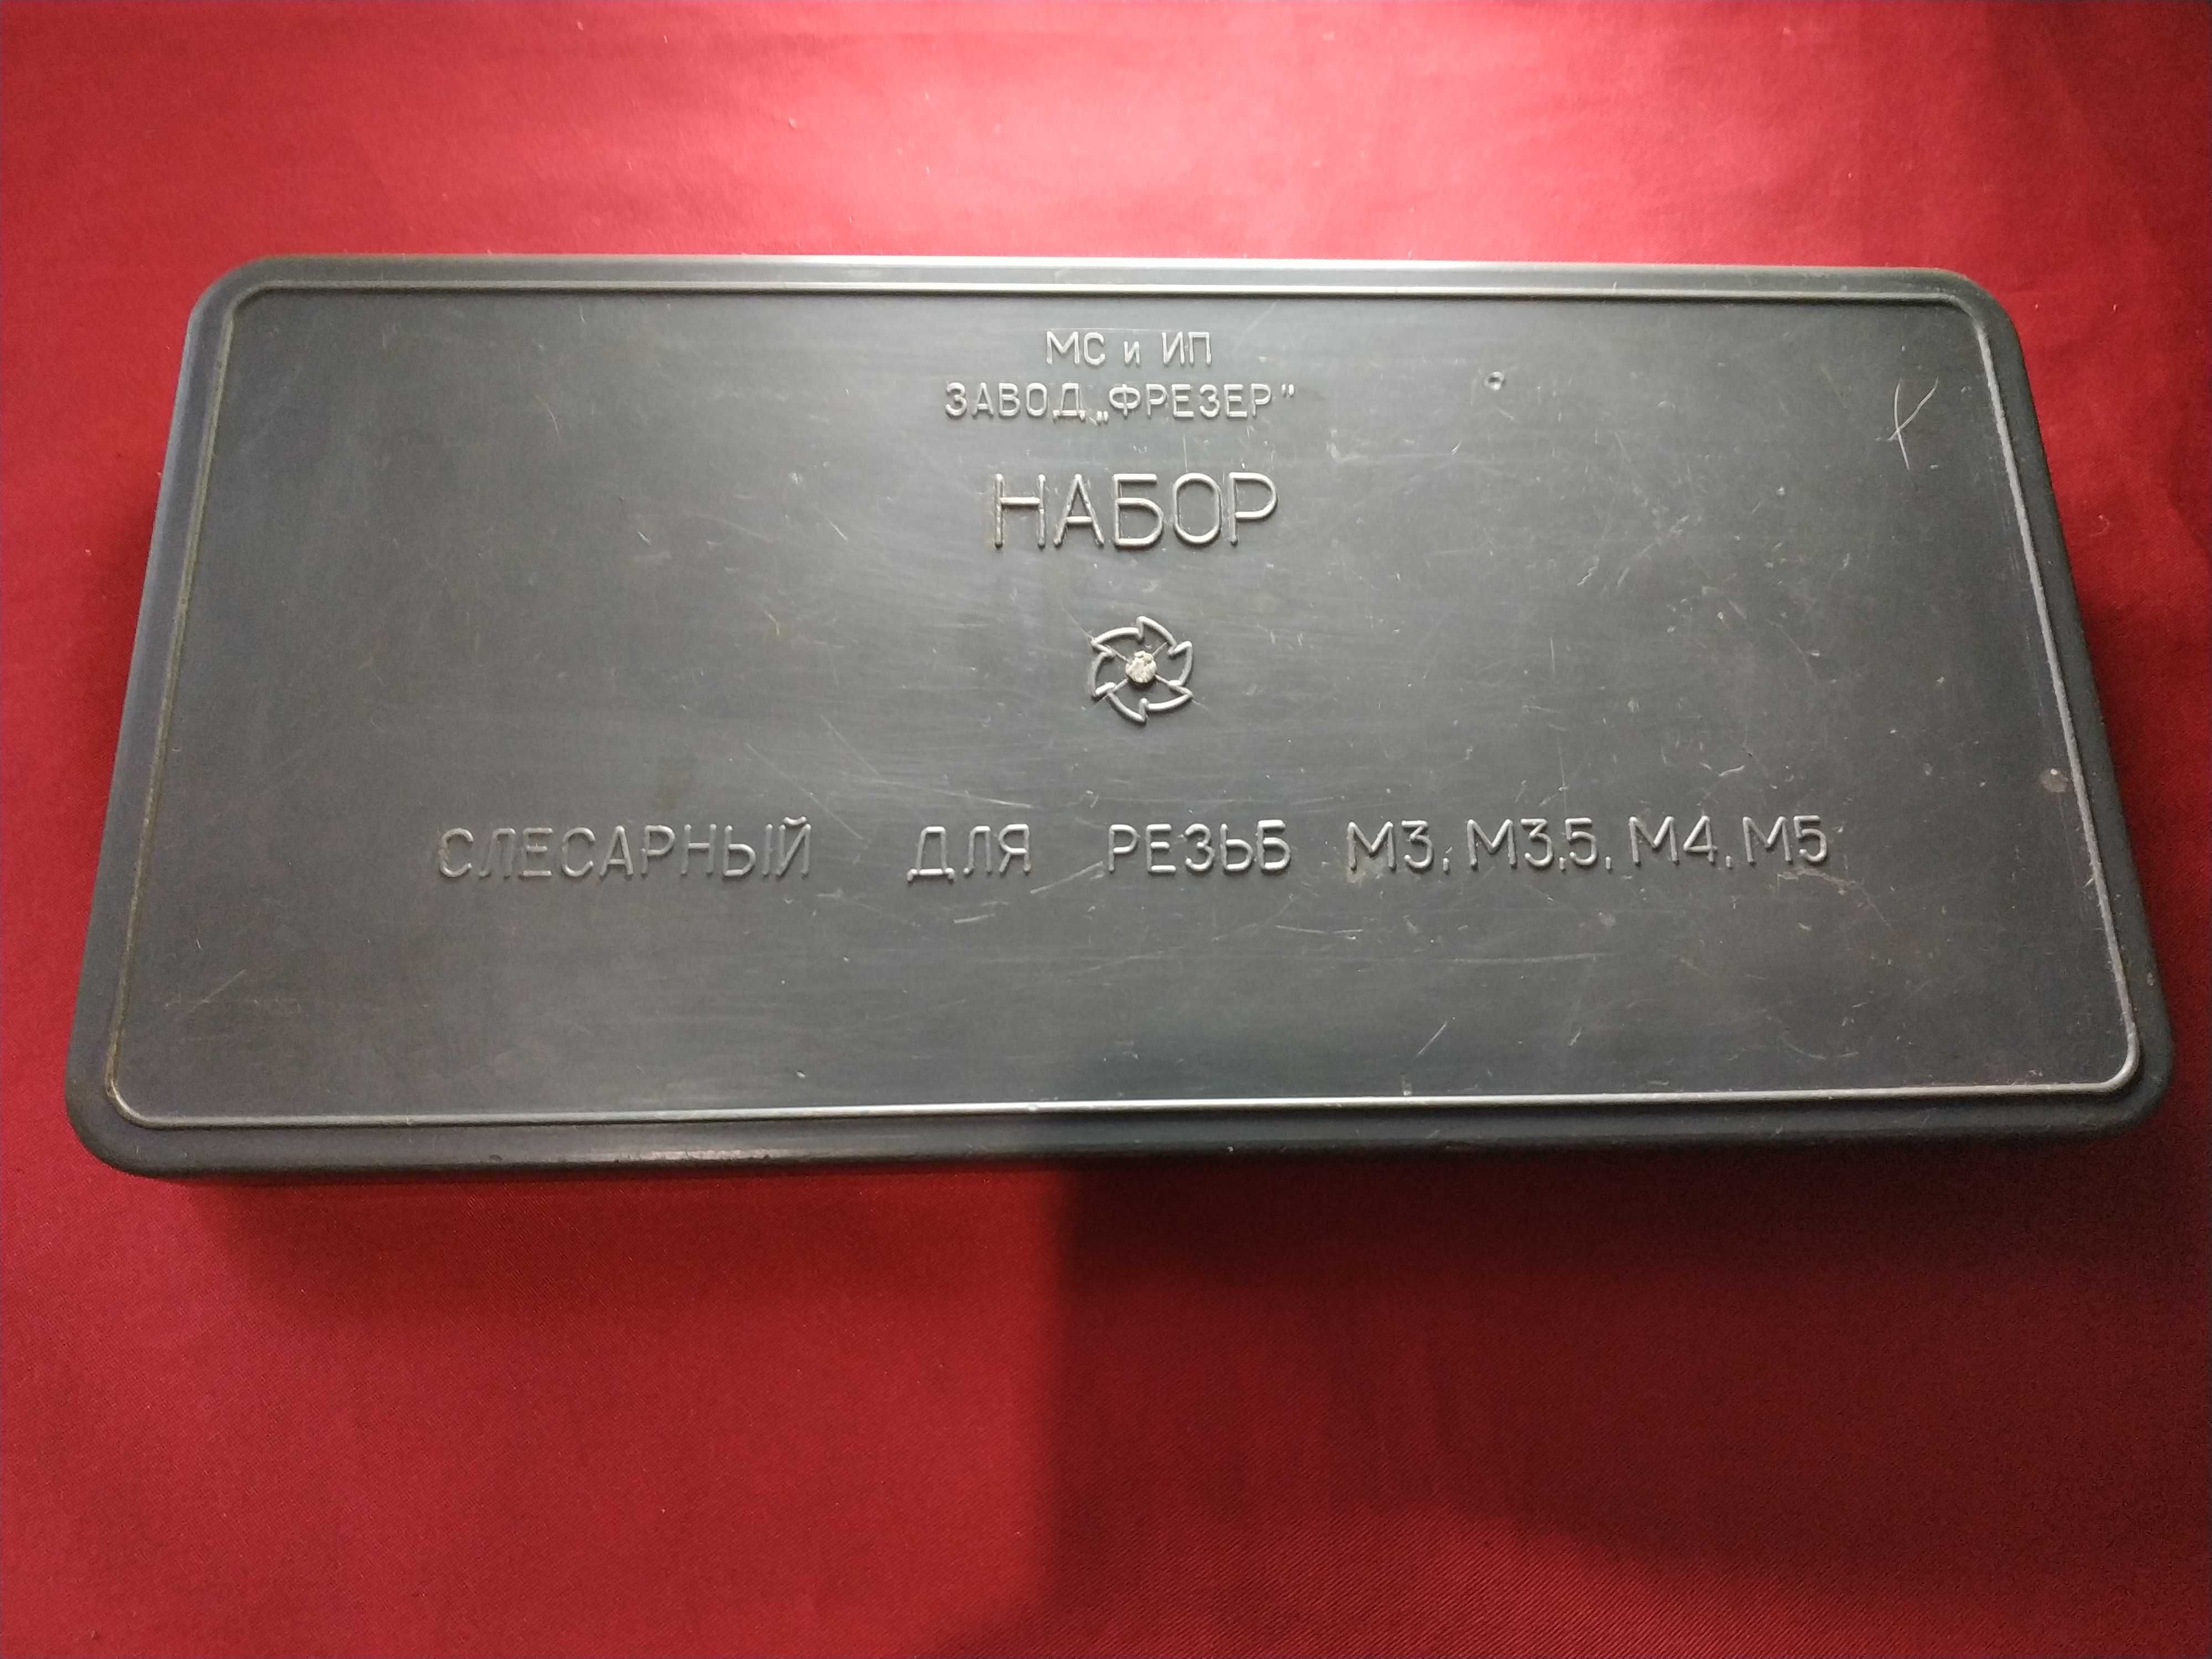 МС и ИП
ЗАВОД „ФРЕЗЕР"
НАБОР
СЛЕСАРНЫЙ ДЛЯ РЕЗЬБ М3, М3,5, М4, М5